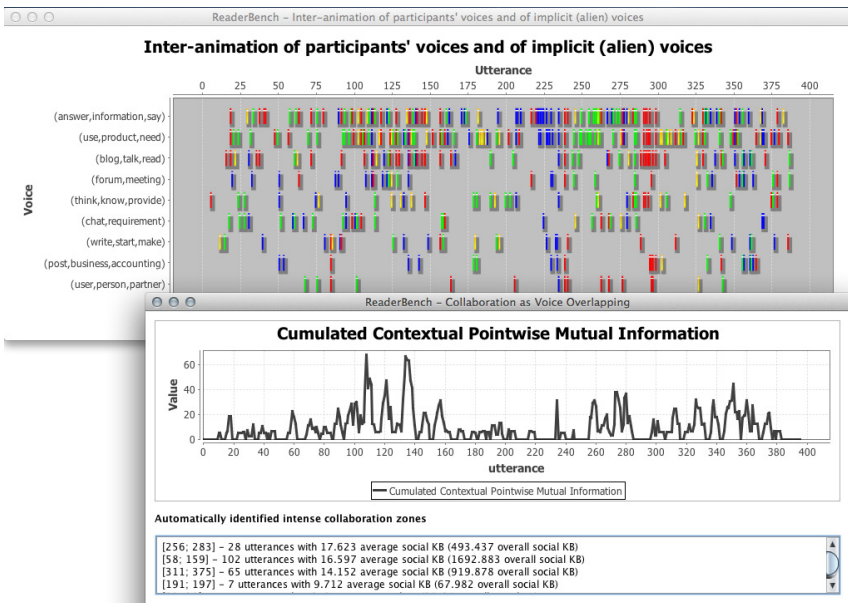 ReaderBench - Inter-animation of participants' voices and of implicit (alien) voices
Inter-animation of participants' voices and of implicit (alien) voices
Utterance
0 25 50 75 100 125 150 175 200 225 250 275 300 325 350 375 400
Voice
(answer,information,say)
(use,product,need)
(blog,talk,read)
(forum,meeting)
(think,know,provide)
(chat,requirement)
(write,start,make)
(post,business,accounting)
(user,person,partner)
ReaderBench - Collaboration as Voice Overlapping
Cumulated Contextual Pointwise Mutual Information
Value
60
40
20
0
0 20 40 60 80 100 120 140 160 180 200 220 240 260 280 300 320 340 360 380 400
utterance
Cumulated Contextual Pointwise Mutual Information
Automatically identified intense collaboration zones
[256; 283] - 28 utterances with 17.623 average social KB (493.437 overall social KB)
[58; 159] - 102 utterances with 16.597 average social KB (1692.883 overall social KB)
[311; 375] - 65 utterances with 14.152 average social KB (919.878 overall social KB)
[191; 197] - 7 utterances with 9.712 average social KB (67.982 overall social KB)